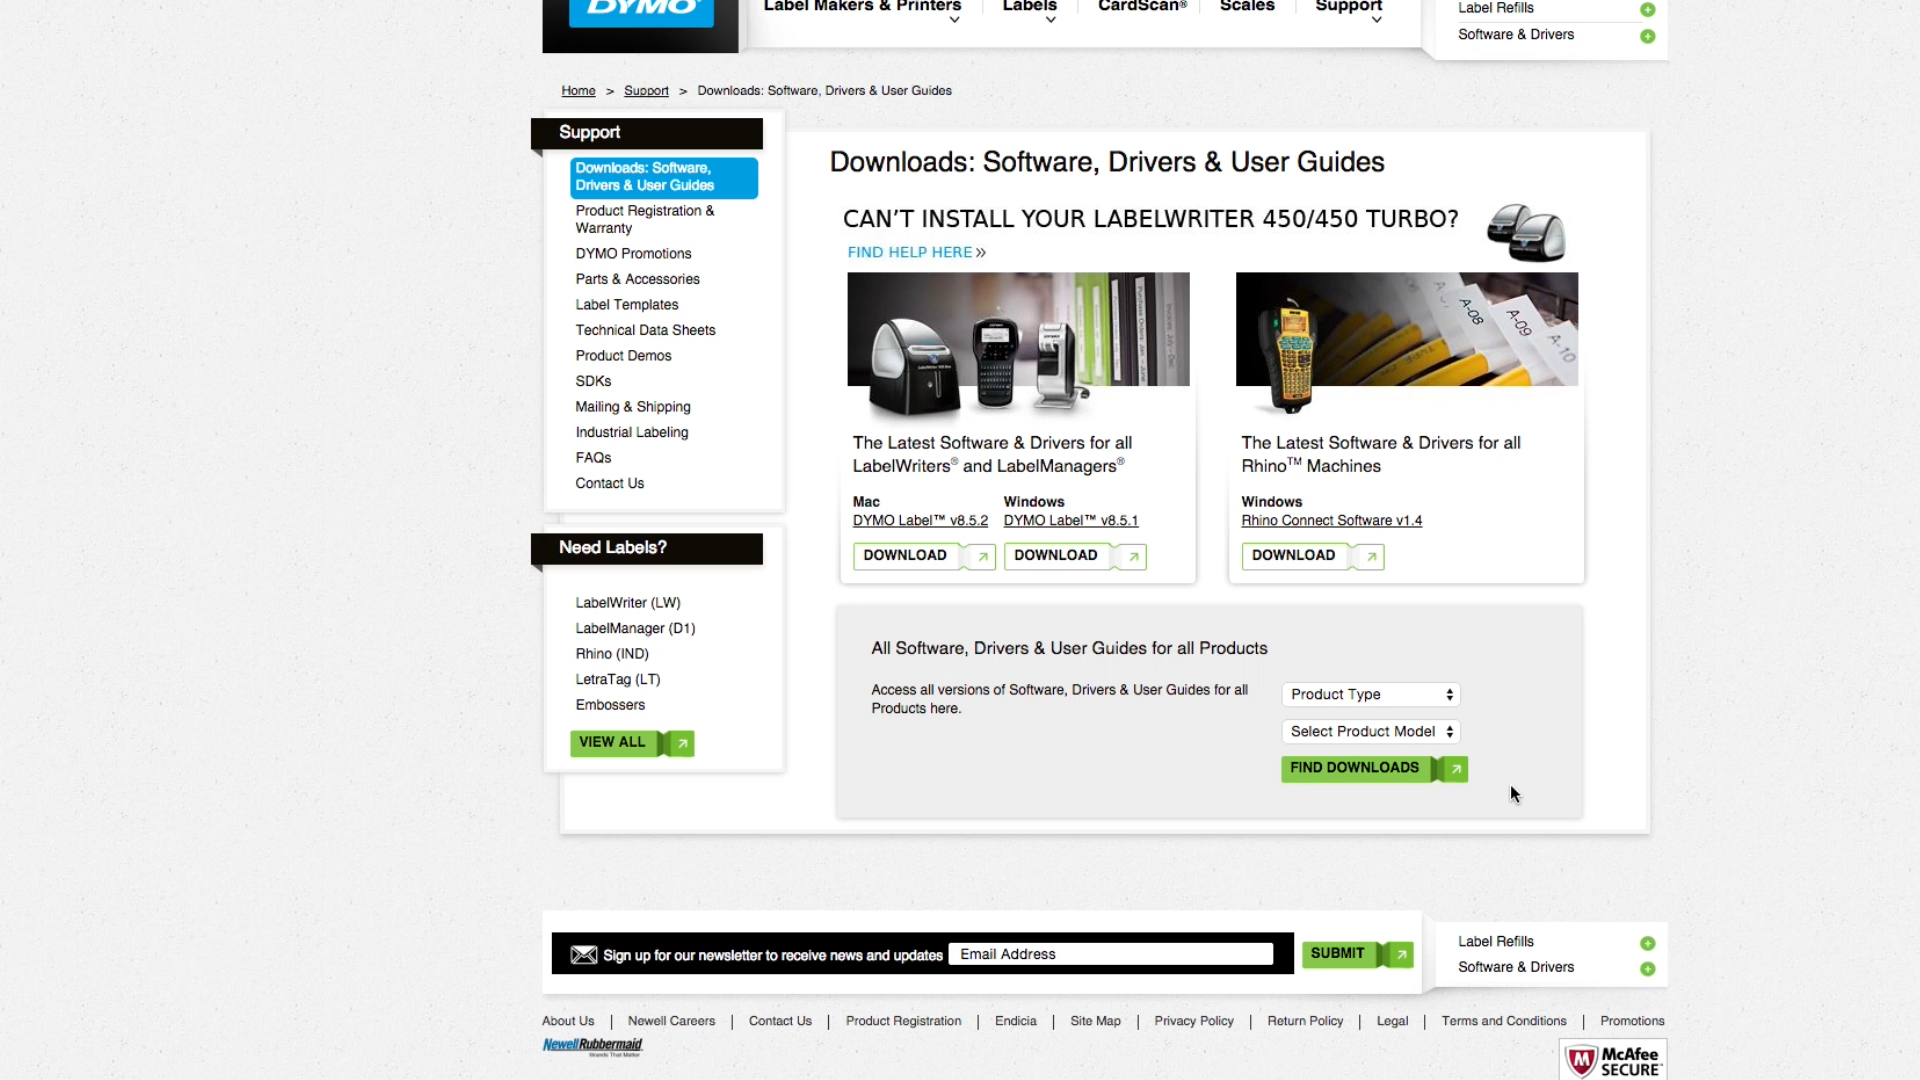 DYMO
Label Makers & Printers
Labels
CardScan®
Scales
Support
Label Refills
Software & Drivers
Home > Support > Downloads: Software, Drivers & User Guides
Support
Downloads: Software,
Drivers & User Guides
Product Registration &
Warranty
DYMO Promotions
Parts & Accessories
Label Templates
Technical Data Sheets
Product Demos
SDKs
Mailing & Shipping
Industrial Labeling
FAQs
Contact Us
Need Labels?
LabelWriter (LW)
LabelManager (D1)
Rhino (IND)
LetraTag (LT)
Embossers
VIEW ALL
Downloads: Software, Drivers & User Guides
CAN’T INSTALL YOUR LABELWRITER 450/450 TURBO?
FIND HELP HERE »
A-08
A-09
A-10
The Latest Software & Drivers for all
LabelWriters® and LabelManagers®
Mac
DYMO Label™ v8.5.2
DOWNLOAD
Windows
DYMO Label™ v8.5.1
DOWNLOAD
The Latest Software & Drivers for all
Rhino™ Machines
Windows
Rhino Connect Software v1.4
DOWNLOAD
All Software, Drivers & User Guides for all Products
Access all versions of Software, Drivers & User Guides for all
Products here.
Product Type
Select Product Model
FIND DOWNLOADS
Sign up for our newsletter to receive news and updates
Email Address
SUBMIT
Label Refills
Software & Drivers
About Us | Newell Careers | Contact Us | Product Registration | Endicia | Site Map | Privacy Policy | Return Policy | Legal | Terms and Conditions | Promotions
NewellRubbermaid
Brands That Matter
McAfee
SECURE™